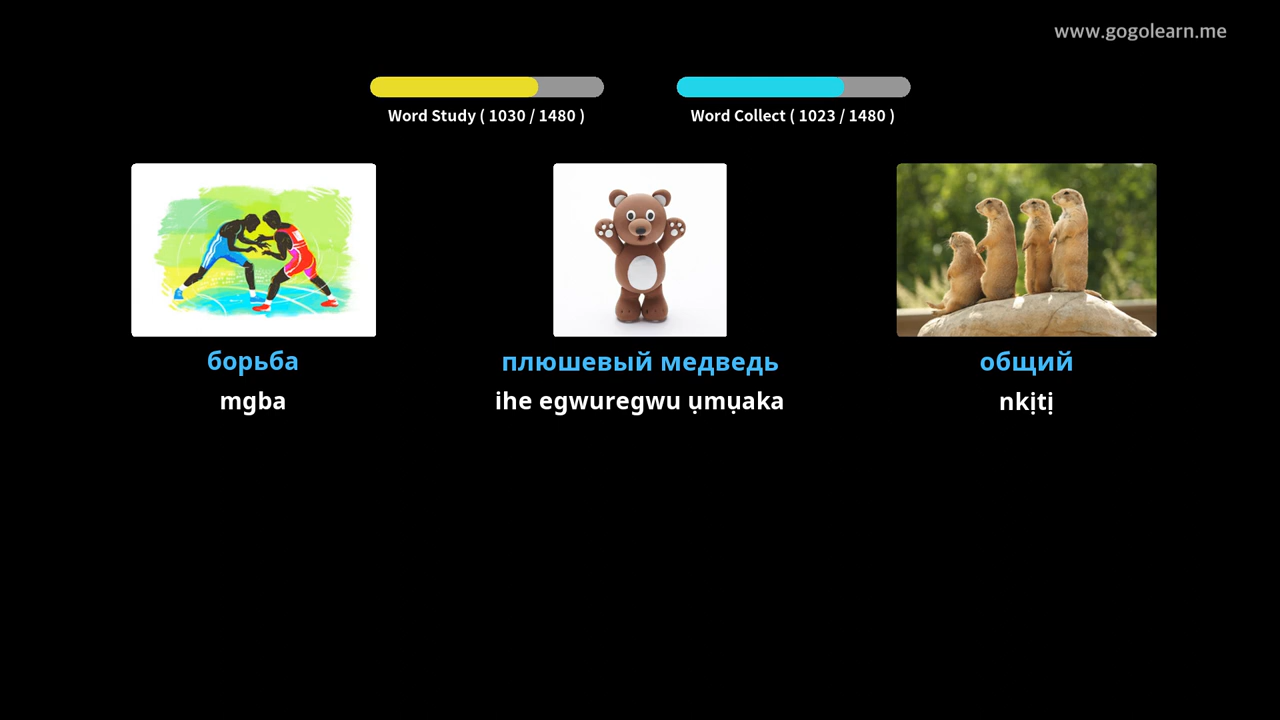 www.gogolearn.me
Word Study ( 1030 / 1480 )
Word Collect ( 1023 / 1480 )
борьба
плюшевый медведь
общий
mgba
ihe egwuregwu ụmụaka
nkịtị